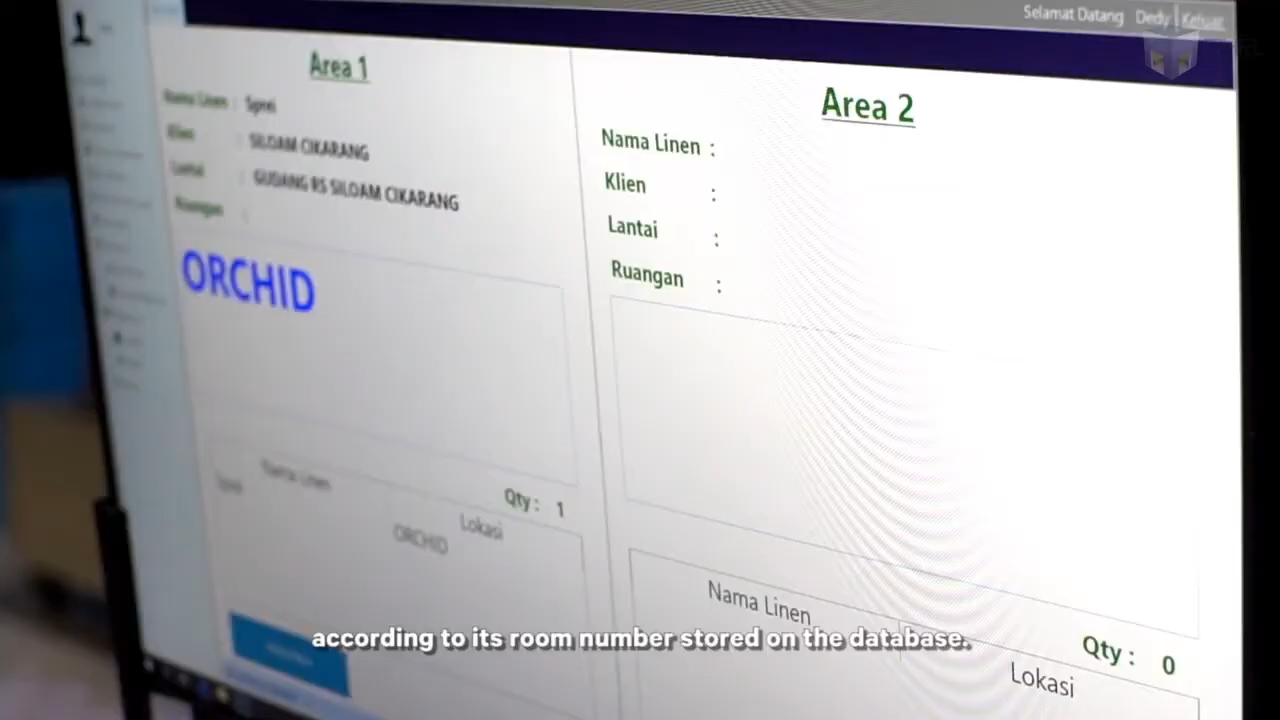 Selamat Datang Dedy | Keluar
Area 1
Nama Linen : Sprei
Klien : SILOAM CIKARANG
Lantai : GUDANG RS SILOAM CIKARANG
Ruangan :
ORCHID
Qty : 1
Nama Linen Lokasi
Sprei ORCHID
Area 2
Nama Linen :
Klien :
Lantai :
Ruangan :
Qty : 0
Nama Linen Lokasi
according to its room number stored on the database.